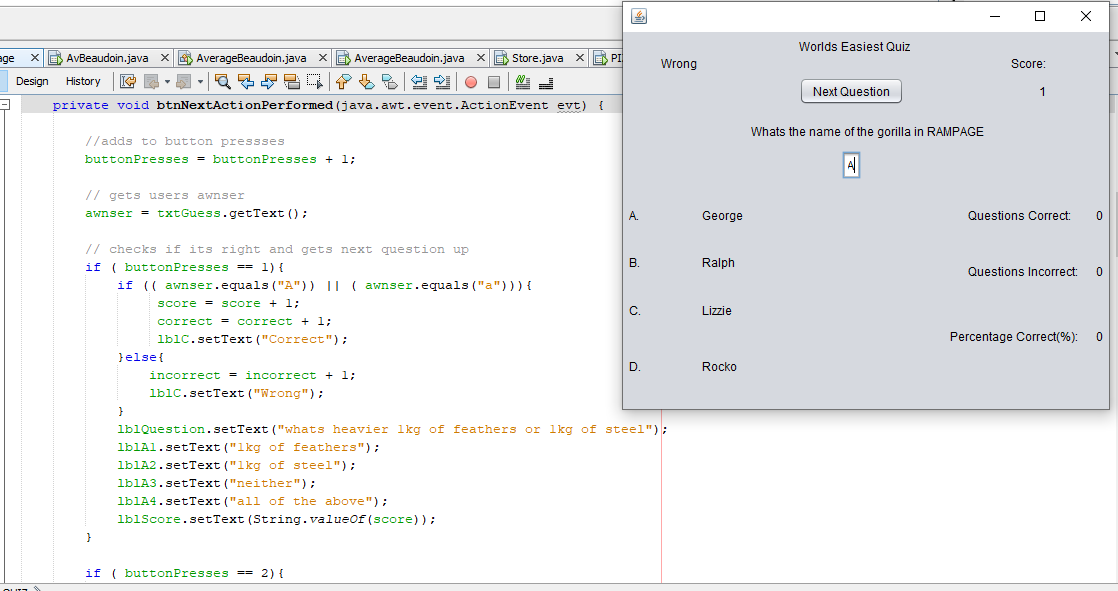 age AvBeaudoin.java AverageBeaudoin.java AverageBeaudoin.java Store.java PI
Design History
private void btnNextActionPerformed(java.awt.event.ActionEvent evt) {
//adds to button pressses
buttonPresses = buttonPresses + 1;
// gets users awnser
awnser = txtGuess.getText();
// checks if its right and gets next question up
if ( buttonPresses == 1){
if (( awnser.equals("A")) || ( awnser.equals("a"))){
score = score + 1;
correct = correct + 1;
lblC.setText("Correct");
}else{
incorrect = incorrect + 1;
lblC.setText("Wrong");
}
lblQuestion.setText("whats heavier 1kg of feathers or 1kg of steel");
lblA1.setText("1kg of feathers");
lblA2.setText("1kg of steel");
lblA3.setText("neither");
lblA4.setText("all of the above");
lblScore.setText(String.valueOf(score));
}
if ( buttonPresses == 2){
Worlds Easiest Quiz
Wrong Score:
Next Question 1
Whats the name of the gorilla in RAMPAGE
A
A. George Questions Correct: 0
B. Ralph
Questions Incorrect: 0
C. Lizzie
Percentage Correct(%): 0
D. Rocko